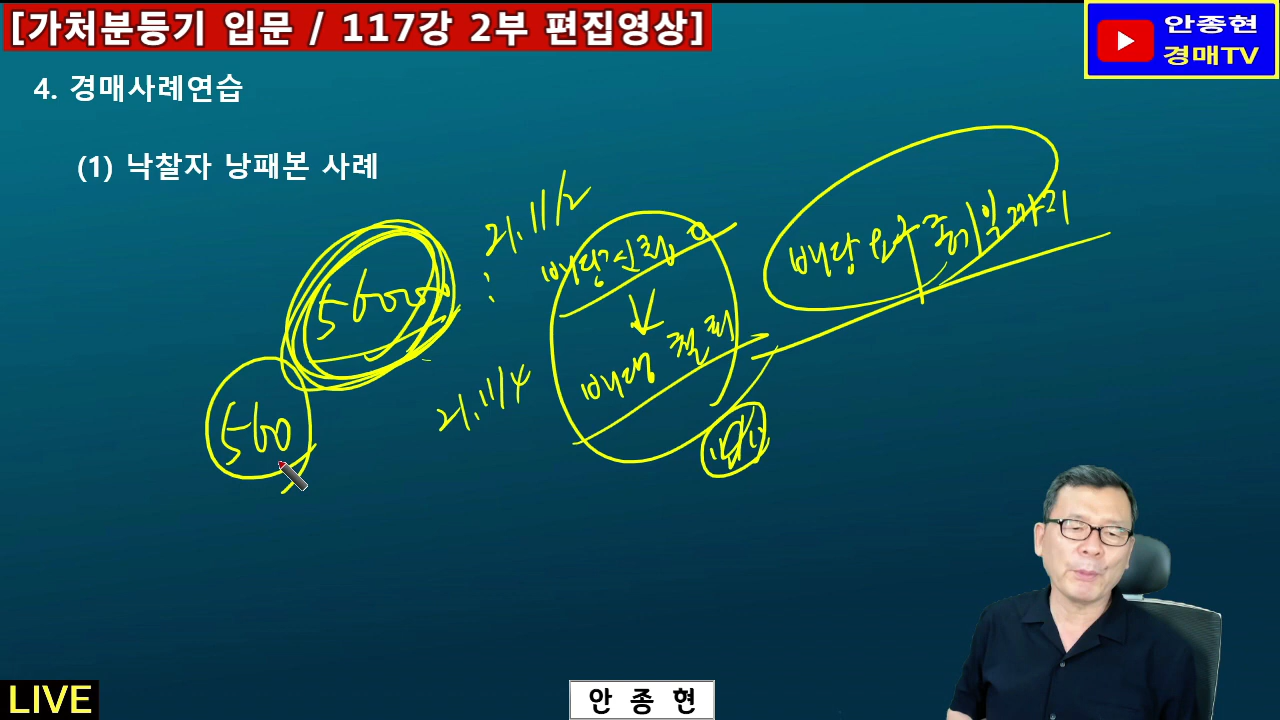 [가처분등기 입문 / 117강 2부 편집영상]
안종현
경매TV
4. 경매사례연습
(1) 낙찰자 낭패본 사례
21.11/2
배당신청
배당 요구 종기일 까지
21.11/4
배당 철회
560
LIVE
안 종 현